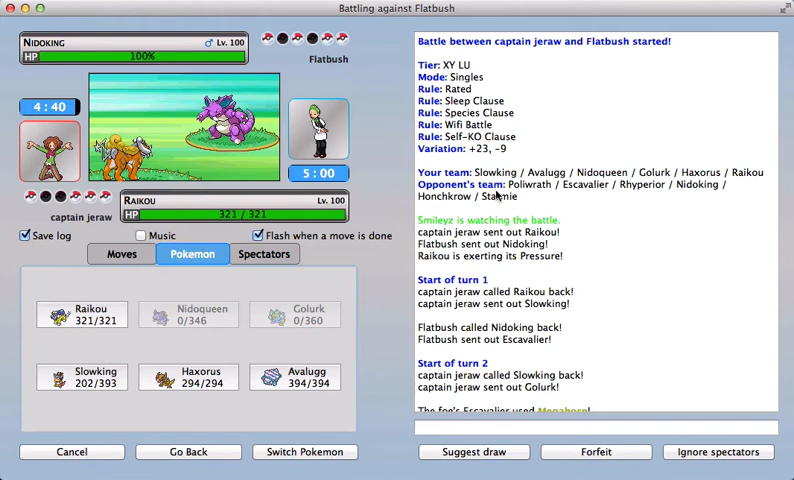 Battling against Flatbush
NIDOKING ♂ Lv. 100
HP 100%
Flatbush
4:40
5:00
RAIKOU Lv. 100
HP 321 / 321
captain jeraw
Save log
Music
Flash when a move is done
Moves
Pokemon
Spectators
Raikou
321/321
Nidoqueen
0/346
Golurk
0/360
Slowking
202/393
Haxorus
294/294
Avalugg
394/394
Cancel
Go Back
Switch Pokemon
Battle between captain jeraw and Flatbush started!
Tier: XY LU
Mode: Singles
Rule: Rated
Rule: Sleep Clause
Rule: Species Clause
Rule: Wifi Battle
Rule: Self-KO Clause
Variation: +23, -9
Your team: Slowking / Avalugg / Nidoqueen / Golurk / Haxorus / Raikou
Opponent's team: Poliwrath / Escavalier / Rhyperior / Nidoking /
Honchkrow / Starmie
Smileyz is watching the battle.
captain jeraw sent out Raikou!
Flatbush sent out Nidoking!
Raikou is exerting its Pressure!
Start of turn 1
captain jeraw called Raikou back!
captain jeraw sent out Slowking!
Flatbush called Nidoking back!
Flatbush sent out Escavalier!
Start of turn 2
captain jeraw called Slowking back!
captain jeraw sent out Golurk!
The foe's Escavalier used Megahorn!
Suggest draw
Forfeit
Ignore spectators